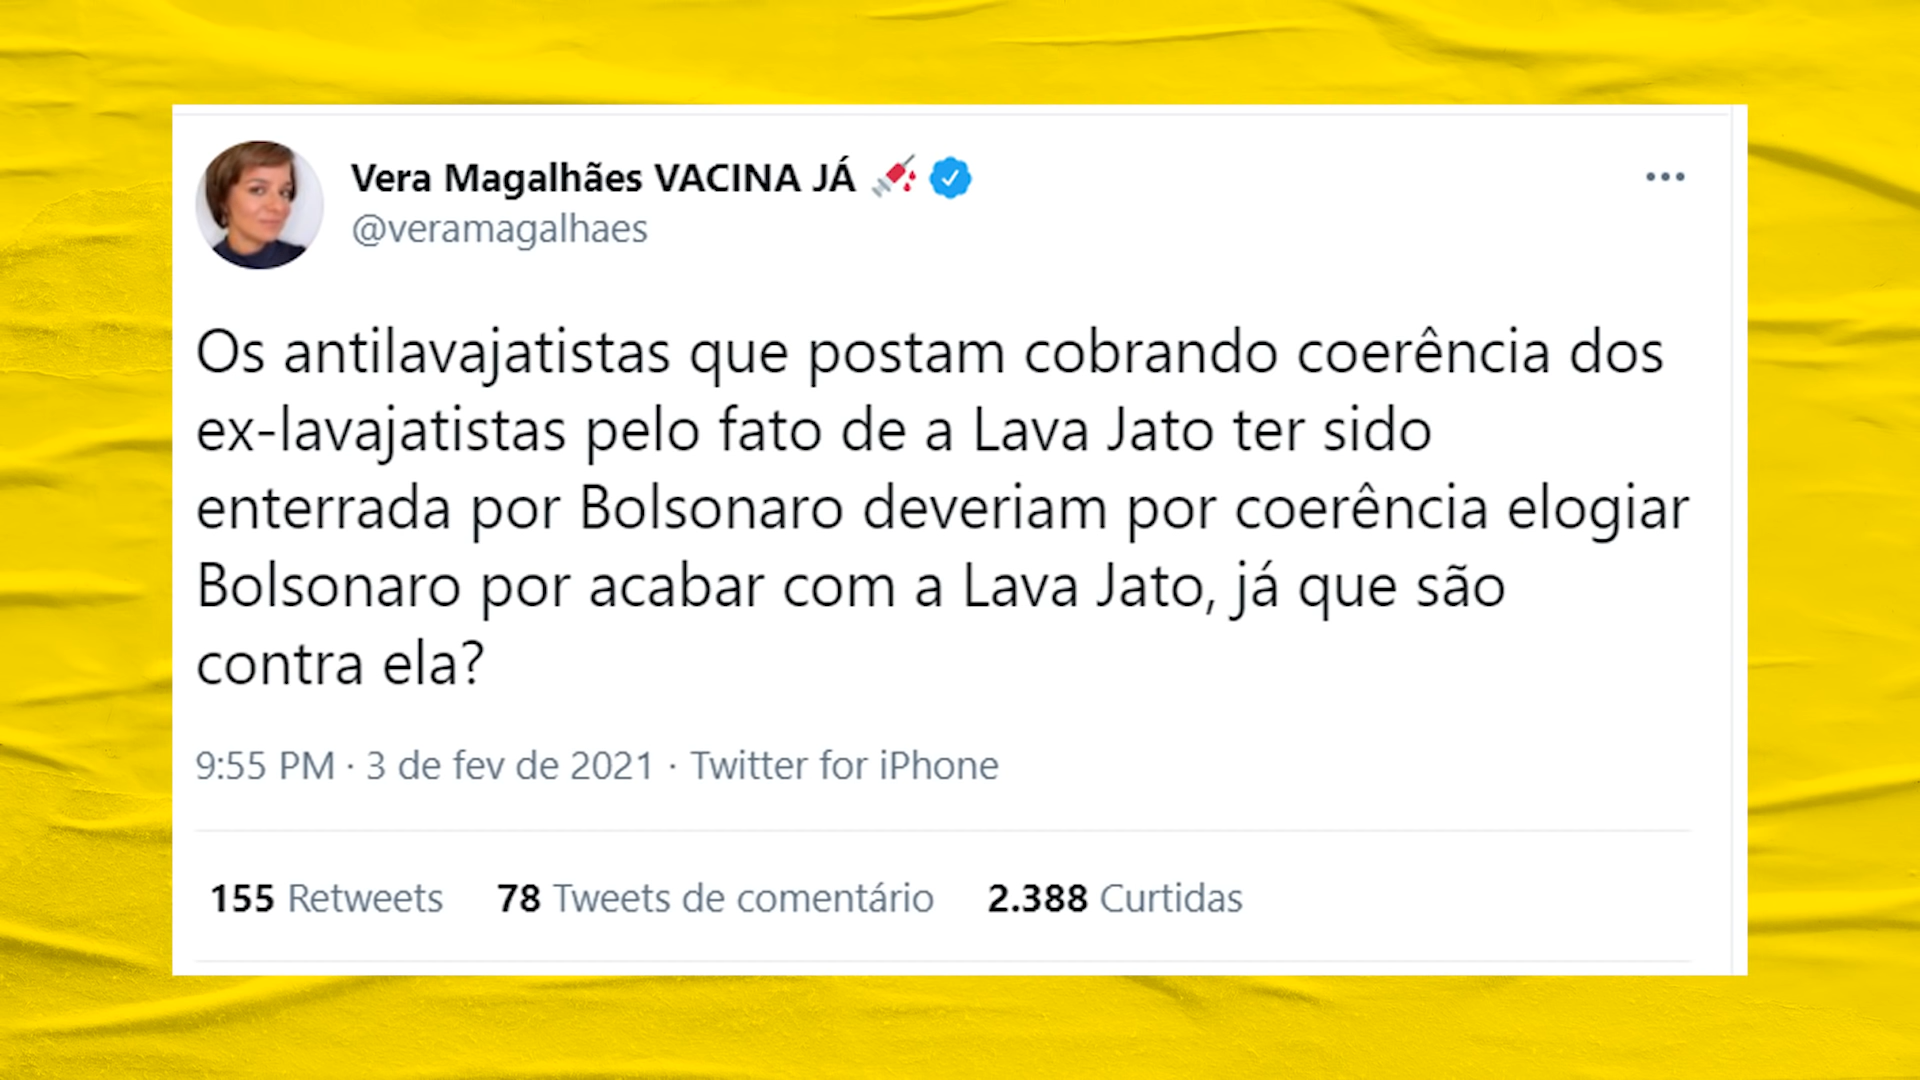 Vera Magalhães VACINA JÁ 💉
@veramagalhaes
Os antilavajatistas que postam cobrando coerência dos
ex-lavajatistas pelo fato de a Lava Jato ter sido
enterrada por Bolsonaro deveriam por coerência elogiar
Bolsonaro por acabar com a Lava Jato, já que são
contra ela?
9:55 PM · 3 de fev de 2021 · Twitter for iPhone
155 Retweets 78 Tweets de comentário 2.388 Curtidas